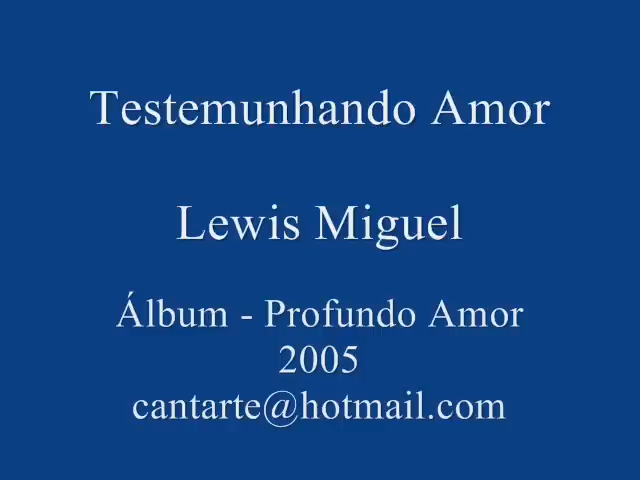 Testemunhando Amor
Lewis Miguel
Álbum - Profundo Amor
2005
cantarte@hotmail.com